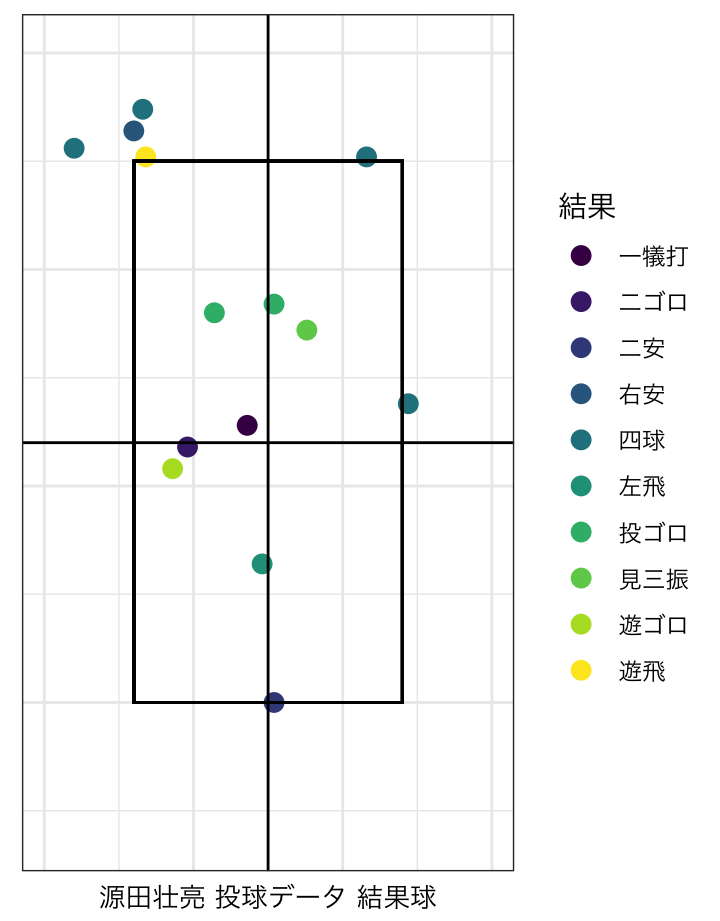 結果
一犠打
二ゴロ
二安
右安
四球
左飛
投ゴロ
見三振
遊ゴロ
遊飛
源田壮亮 投球データ 結果球